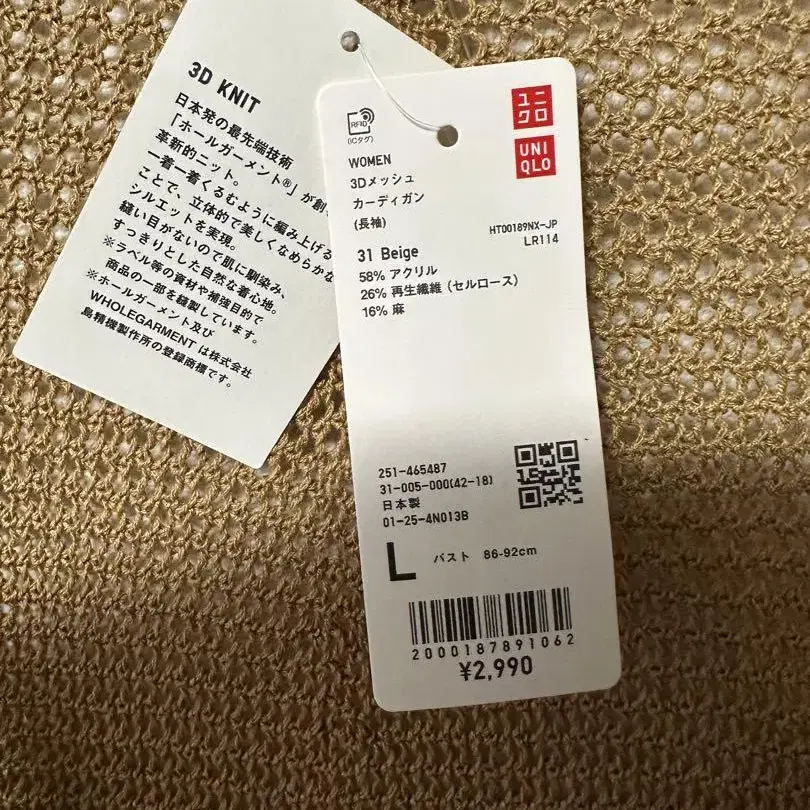 3D KNIT
日本発の最先端技術
「ホールガーメント®」が創
革新的ニット。
一着一着くるむように編み上げる
ことで、立体的で美しくなめらかな
シルエットを実現。
縫い目がないので肌に馴染み、
すっきりとした自然な着心地。
※ラベル等の資材や補強目的で
商品の一部を縫製しています。
※ホールガーメント及び
WHOLEGARMENT は株式会社
島精機製作所の登録商標です。
RFID
(ICタグ)
ユニ
クロ
UNI
QLO
WOMEN
3Dメッシュ
カーディガン
(長袖)
HT00189NX-JP
LR114
31 Beige
58% アクリル
26% 再生繊維 (セルロース)
16% 麻
251-465487
31-005-000(42-18)
日本製
01-25-4N013B
L バスト 86-92cm
2000187891062
¥2,990